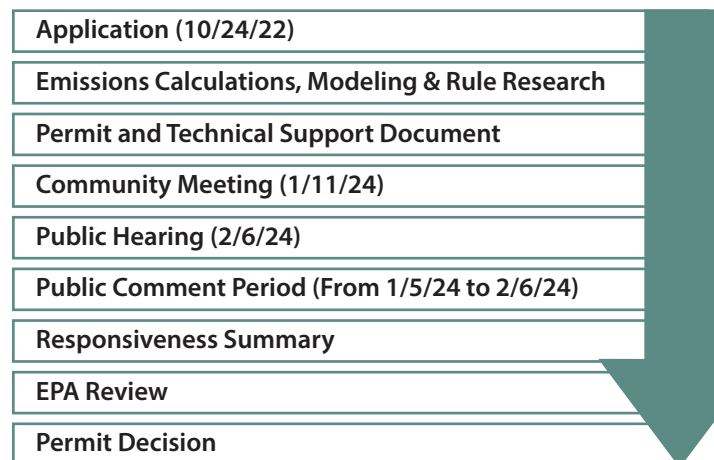 Application (10/24/22)
Emissions Calculations, Modeling & Rule Research
Permit and Technical Support Document
Community Meeting (1/11/24)
Public Hearing (2/6/24)
Public Comment Period (From 1/5/24 to 2/6/24)
Responsiveness Summary
EPA Review
Permit Decision